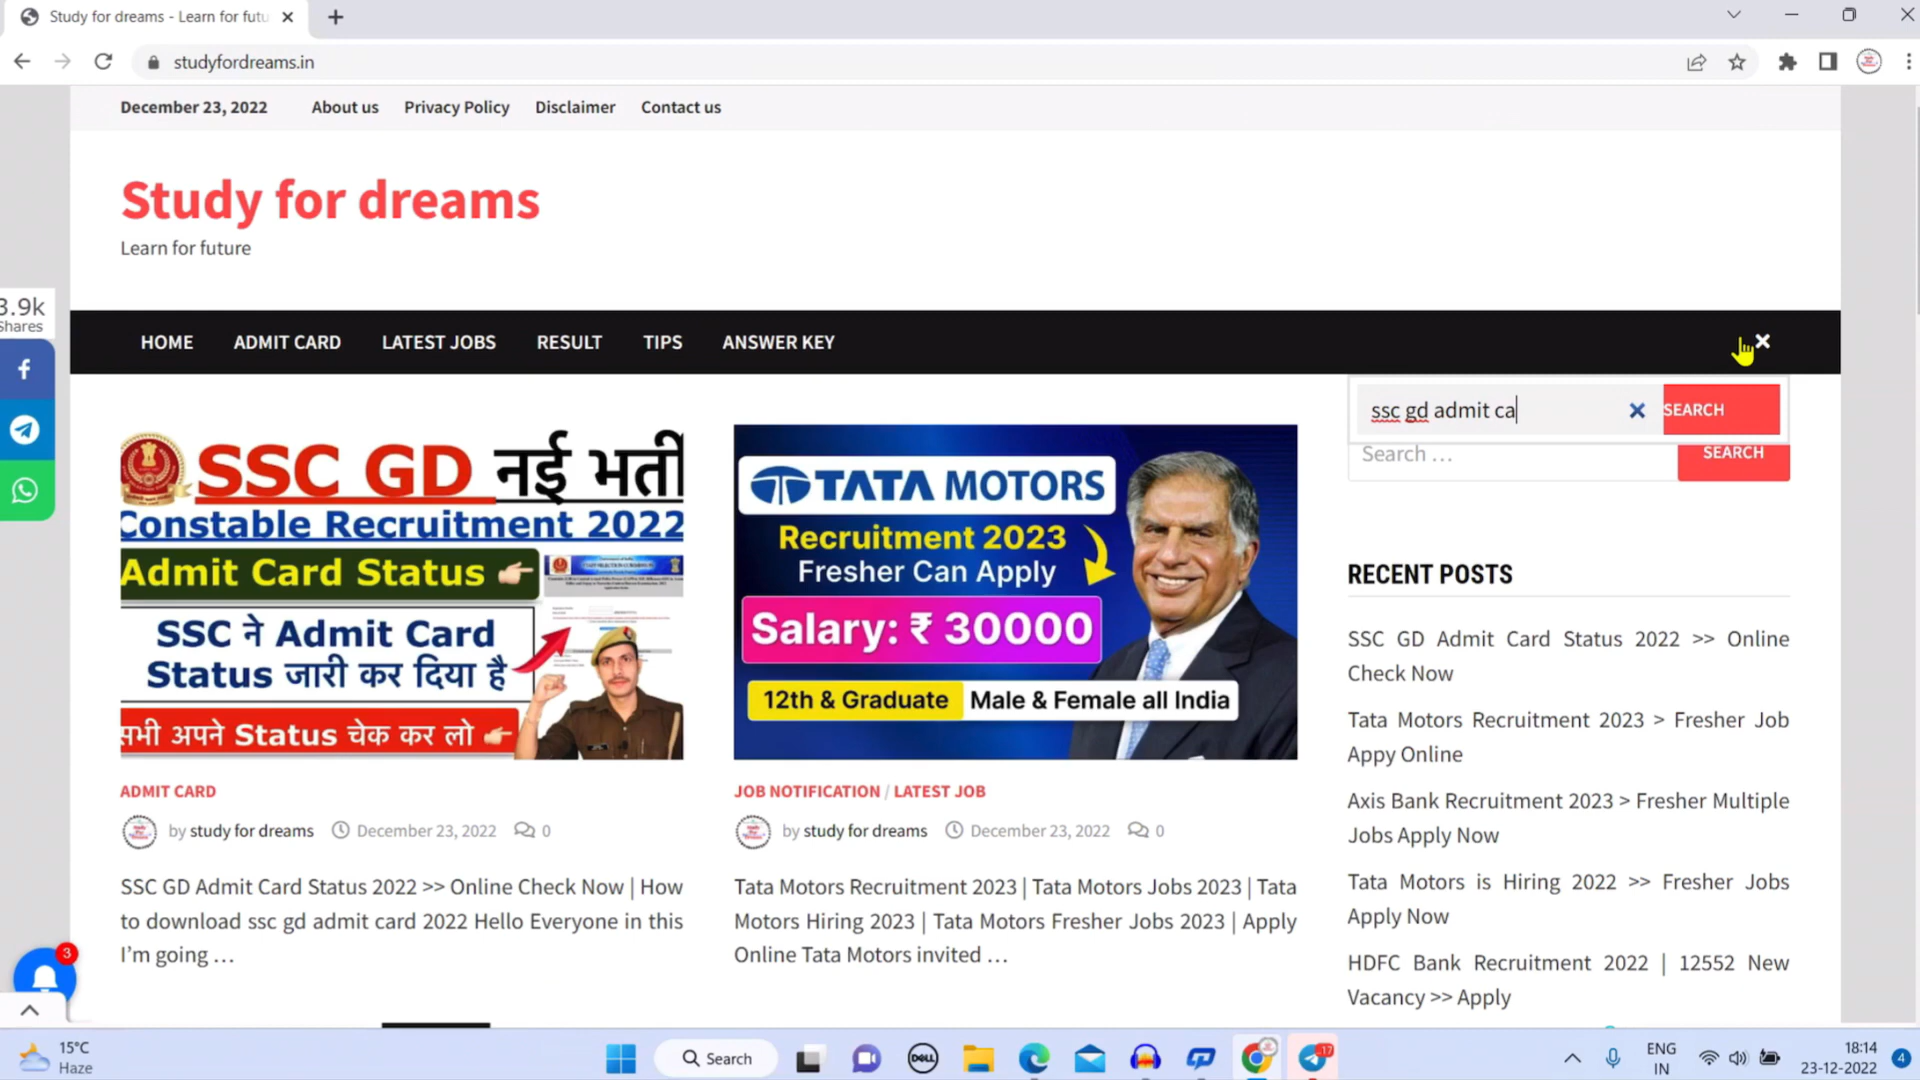 Study for dreams - Learn for futu
studyfordreams.in
December 23, 2022 About us Privacy Policy Disclaimer Contact us
Study for dreams
Learn for future
3.9k
Shares
HOME ADMIT CARD LATEST JOBS RESULT TIPS ANSWER KEY
ssc gd admit ca
SEARCH
Search …
SEARCH
SSC GD नई भर्ती
Constable Recruitment 2022
Admit Card Status
SSC ने Admit Card
Status जारी कर दिया है
सभी अपने Status चेक कर लो
TATA MOTORS
Recruitment 2023
Fresher Can Apply
Salary: ₹ 30000
12th & Graduate Male & Female all India
ADMIT CARD
by study for dreams December 23, 2022 0
SSC GD Admit Card Status 2022 >> Online Check Now | How
to download ssc gd admit card 2022 Hello Everyone in this
I'm going …
JOB NOTIFICATION / LATEST JOB
by study for dreams December 23, 2022 0
Tata Motors Recruitment 2023 | Tata Motors Jobs 2023 | Tata
Motors Hiring 2023 | Tata Motors Fresher Jobs 2023 | Apply
Online Tata Motors invited …
RECENT POSTS
SSC GD Admit Card Status 2022 >> Online
Check Now
Tata Motors Recruitment 2023 > Fresher Job
Appy Online
Axis Bank Recruitment 2023 > Fresher Multiple
Jobs Apply Now
Tata Motors is Hiring 2022 >> Fresher Jobs
Apply Now
HDFC Bank Recruitment 2022 | 12552 New
Vacancy >> Apply
3
15°C
Haze
Search
DELL
17
ENG
IN
18:14
23-12-2022
4